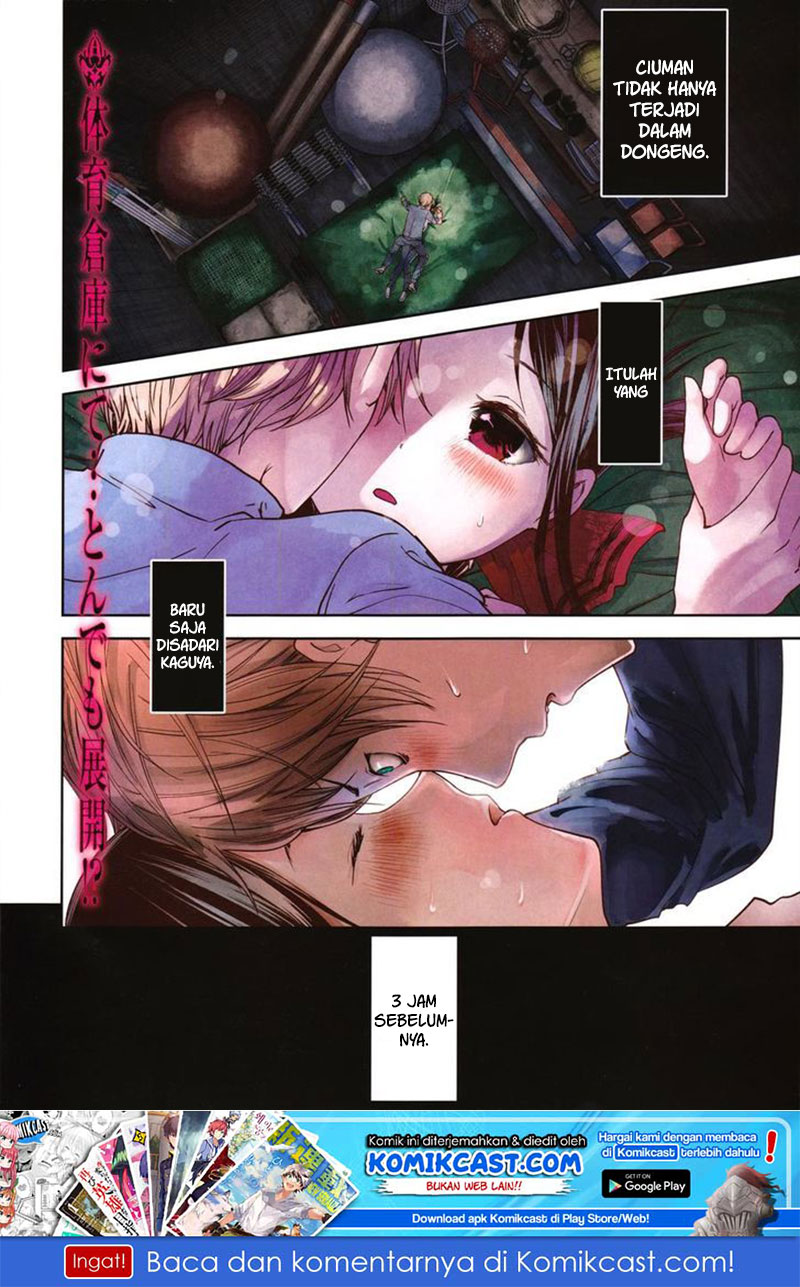 CIUMAN
TIDAK HANYA
TERJADI
DALAM
DONGENG.
体育倉庫にて…とんでも展開!?
ITULAH
YANG
BARU
SAJA
DISADARI
KAGUYA.
3 JAM
SEBELUM-
NYA.
Komik ini diterjemahkan & diedit oleh
KOMIKCAST.COM
BUKAN WEB LAIN!!
Hargai kami dengan membaca
di Komikcast terlebih dahulu
!
GET IT ON
Google Play
Download apk Komikcast di Play Store/Web!
Ingat! Baca dan komentarnya di Komikcast.com!